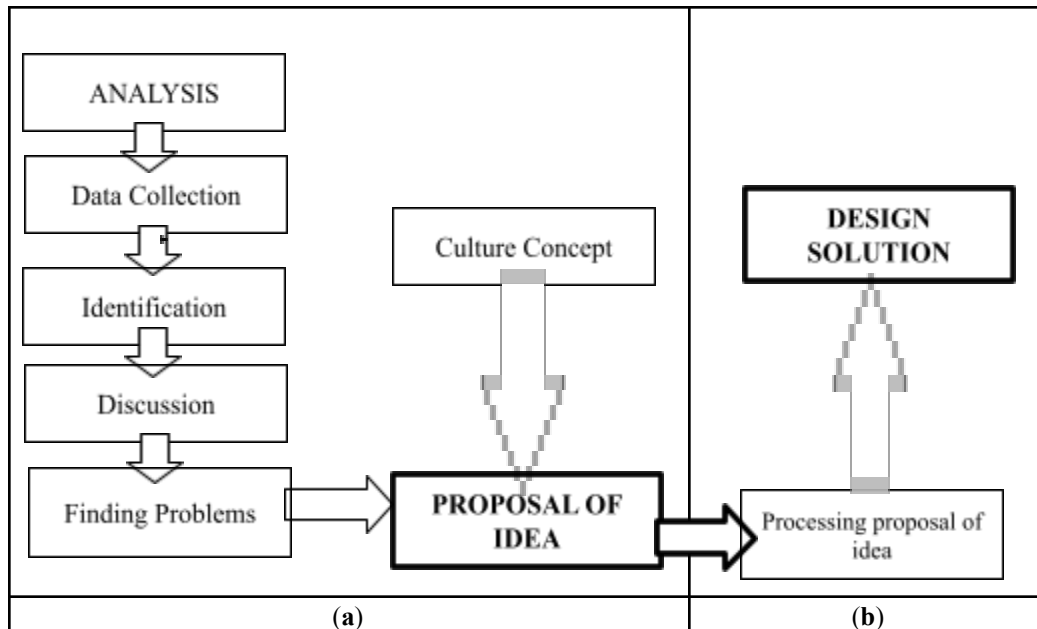 ANALYSIS
Data Collection
Identification
Discussion
Finding Problems
Culture Concept
PROPOSAL OF
IDEA
DESIGN
SOLUTION
Processing proposal of
idea
(a)
(b)